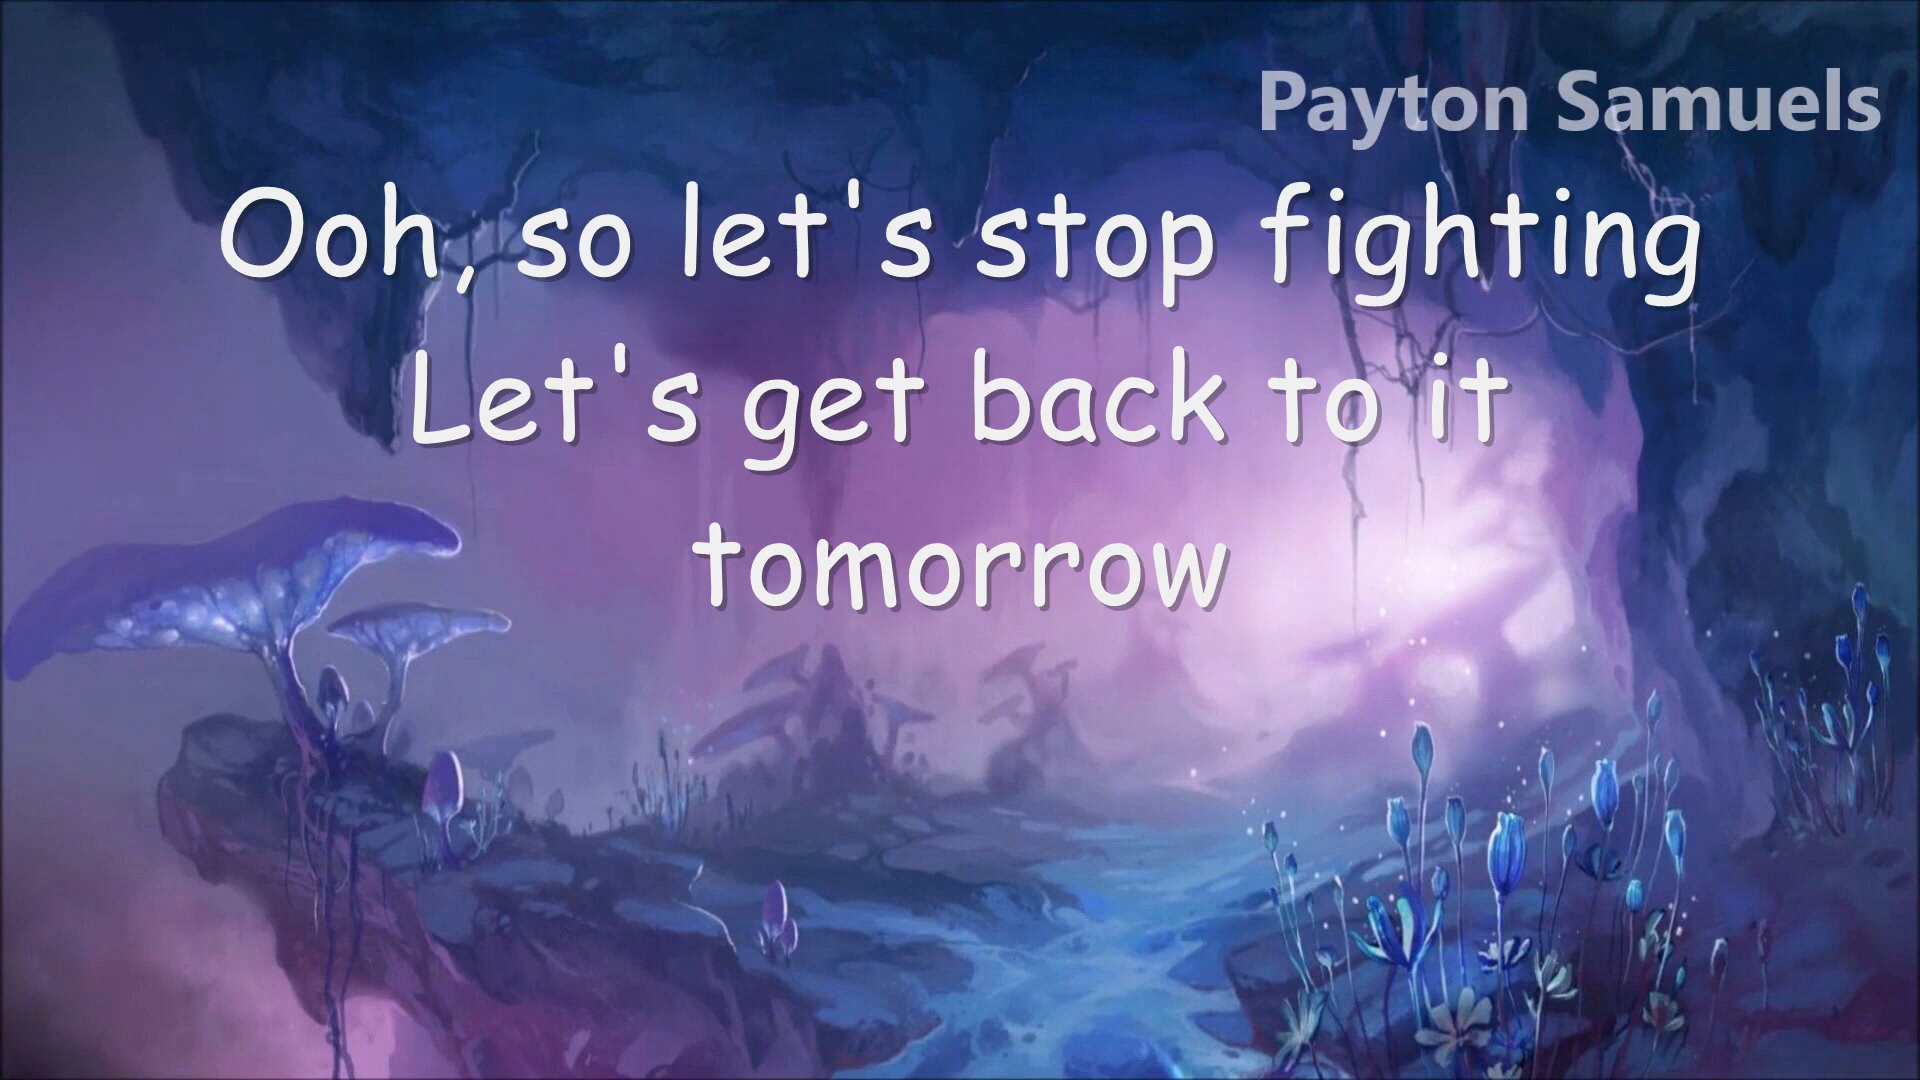 Payton Samuels
Ooh, so let's stop fighting
Let's get back to it
tomorrow